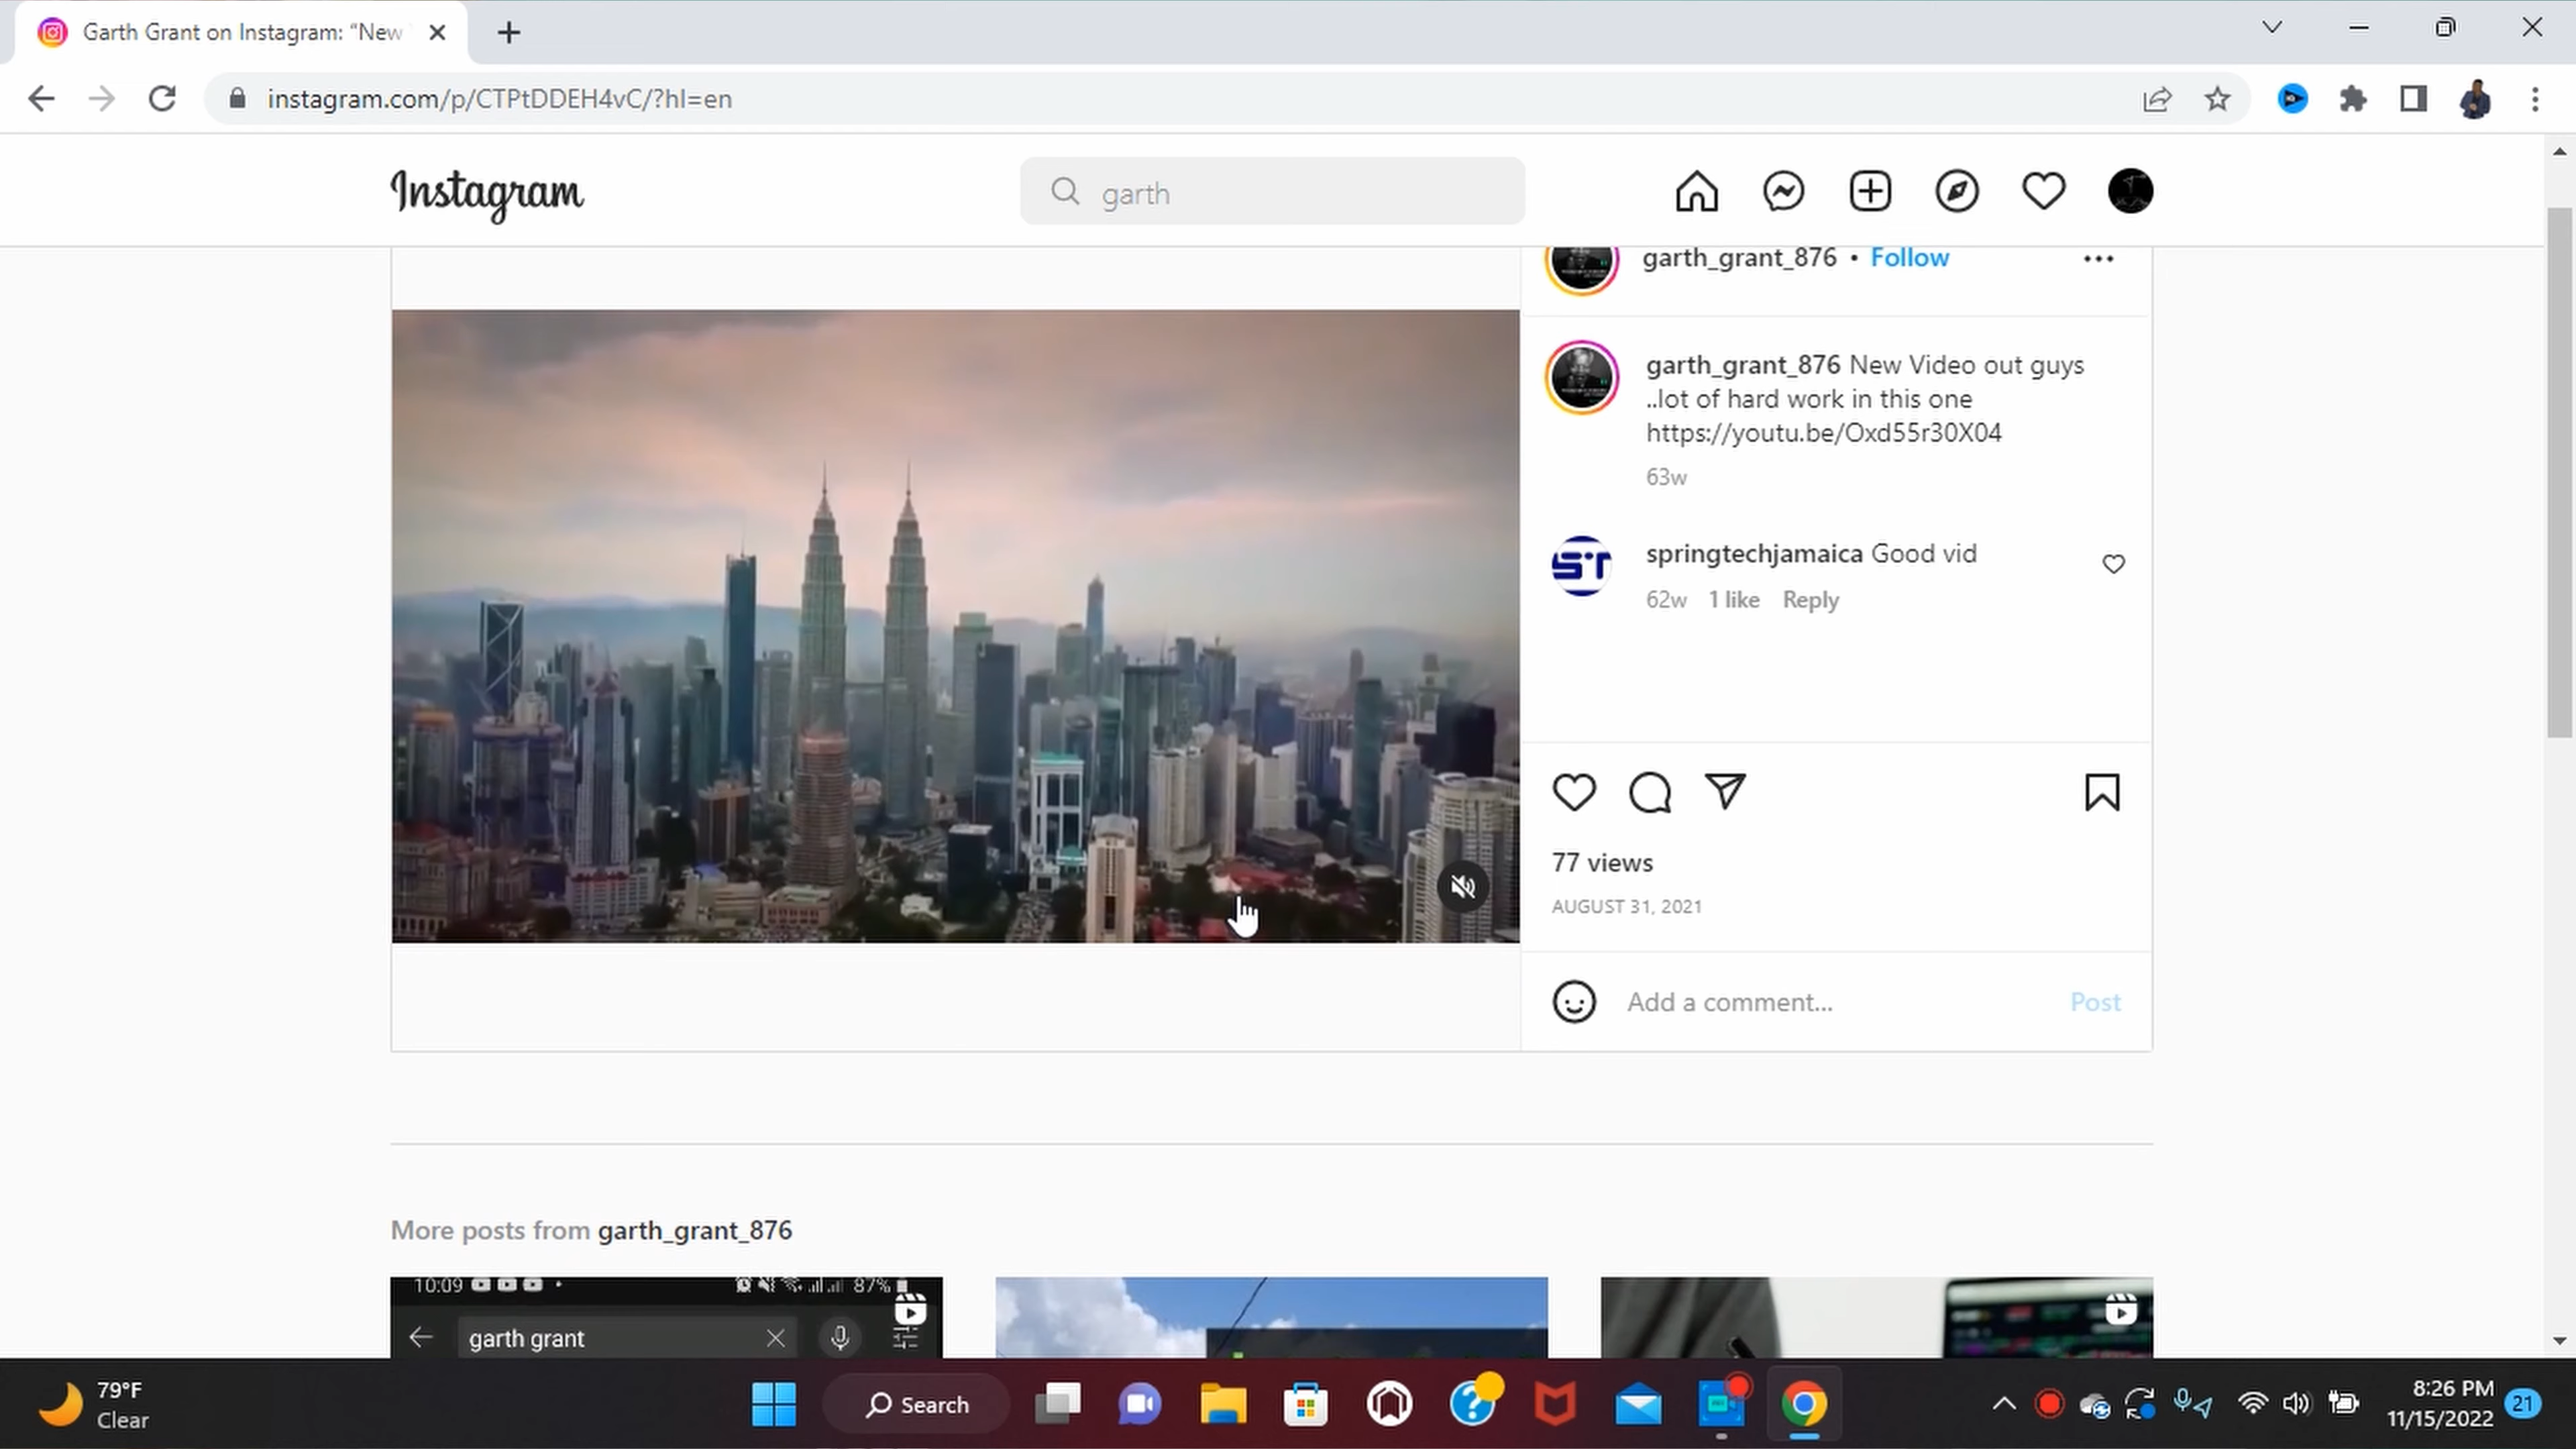 Garth Grant on Instagram: “New
instagram.com/p/CTPtDDEH4vC/?hl=en
Instagram
garth
garth_grant_876 • Follow
garth_grant_876 New Video out guys
..lot of hard work in this one
https://youtu.be/Oxd55r30X04
63w
ST
springtechjamaica Good vid
62w 1 like Reply
77 views
AUGUST 31, 2021
Add a comment... Post
More posts from garth_grant_876
10:09 87%
garth grant
79°F
Clear
Search
8:26 PM
11/15/2022
21